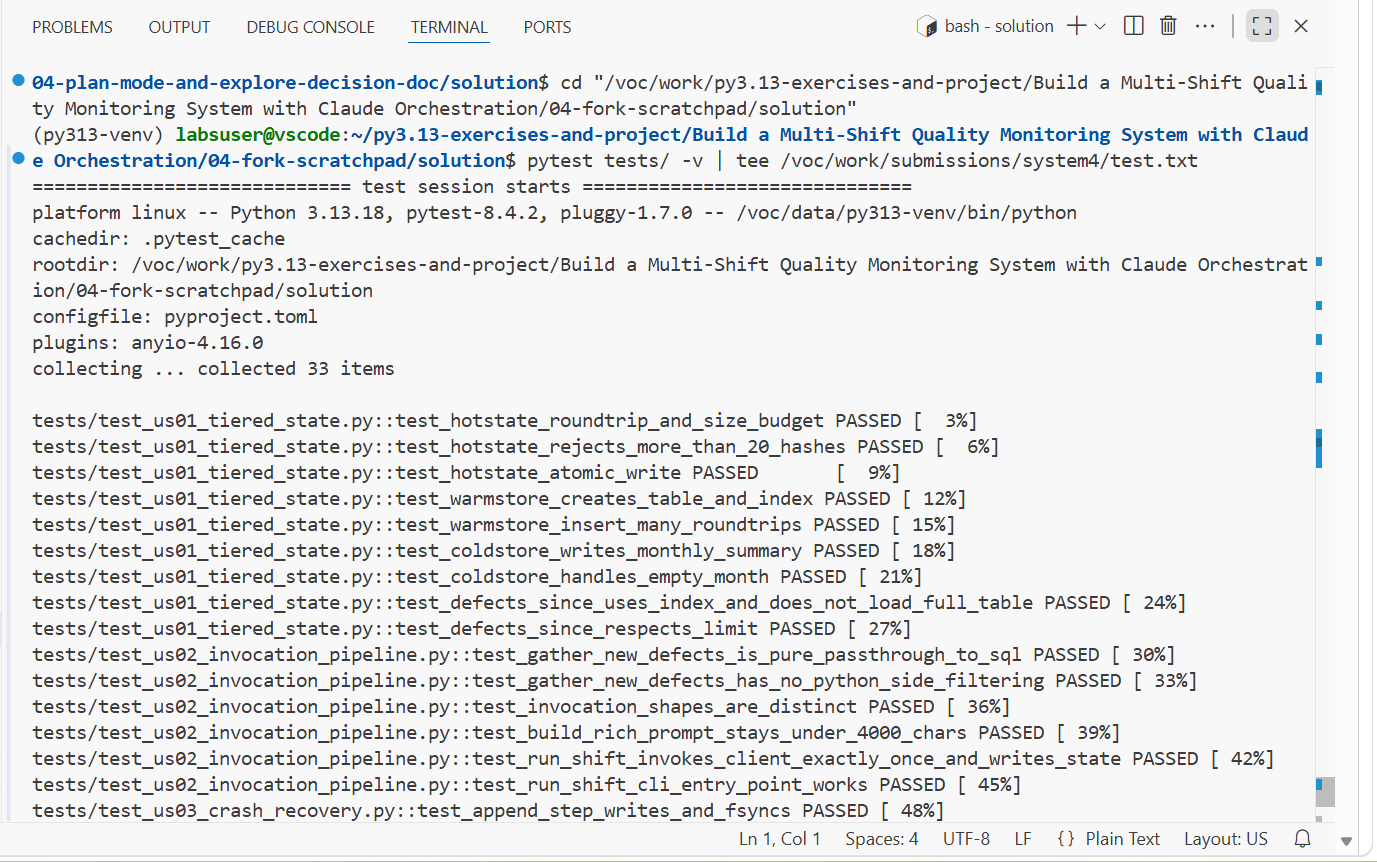 PROBLEMS OUTPUT DEBUG CONSOLE TERMINAL PORTS bash - solution
04-plan-mode-and-explore-decision-doc/solution$ cd "/voc/work/py3.13-exercises-and-project/Build a Multi-Shift Quali
ty Monitoring System with Claude Orchestration/04-fork-scratchpad/solution"
(py313-venv) labsuser@vscode:~/py3.13-exercises-and-project/Build a Multi-Shift Quality Monitoring System with Claud
e Orchestration/04-fork-scratchpad/solution$ pytest tests/ -v | tee /voc/work/submissions/system4/test.txt
============================= test session starts ==============================
platform linux -- Python 3.13.18, pytest-8.4.2, pluggy-1.7.0 -- /voc/data/py313-venv/bin/python
cachedir: .pytest_cache
rootdir: /voc/work/py3.13-exercises-and-project/Build a Multi-Shift Quality Monitoring System with Claude Orchestrat
ion/04-fork-scratchpad/solution
configfile: pyproject.toml
plugins: anyio-4.16.0
collecting ... collected 33 items
tests/test_us01_tiered_state.py::test_hotstate_roundtrip_and_size_budget PASSED [  3%]
tests/test_us01_tiered_state.py::test_hotstate_rejects_more_than_20_hashes PASSED [  6%]
tests/test_us01_tiered_state.py::test_hotstate_atomic_write PASSED       [  9%]
tests/test_us01_tiered_state.py::test_warmstore_creates_table_and_index PASSED [ 12%]
tests/test_us01_tiered_state.py::test_warmstore_insert_many_roundtrips PASSED [ 15%]
tests/test_us01_tiered_state.py::test_coldstore_writes_monthly_summary PASSED [ 18%]
tests/test_us01_tiered_state.py::test_coldstore_handles_empty_month PASSED [ 21%]
tests/test_us01_tiered_state.py::test_defects_since_uses_index_and_does_not_load_full_table PASSED [ 24%]
tests/test_us01_tiered_state.py::test_defects_since_respects_limit PASSED [ 27%]
tests/test_us02_invocation_pipeline.py::test_gather_new_defects_is_pure_passthrough_to_sql PASSED [ 30%]
tests/test_us02_invocation_pipeline.py::test_gather_new_defects_has_no_python_side_filtering PASSED [ 33%]
tests/test_us02_invocation_pipeline.py::test_invocation_shapes_are_distinct PASSED [ 36%]
tests/test_us02_invocation_pipeline.py::test_build_rich_prompt_stays_under_4000_chars PASSED [ 39%]
tests/test_us02_invocation_pipeline.py::test_run_shift_invokes_client_exactly_once_and_writes_state PASSED [ 42%]
tests/test_us02_invocation_pipeline.py::test_run_shift_cli_entry_point_works PASSED [ 45%]
tests/test_us03_crash_recovery.py::test_append_step_writes_and_fsyncs PASSED [ 48%]
Ln 1, Col 1 Spaces: 4 UTF-8 LF {} Plain Text Layout: US